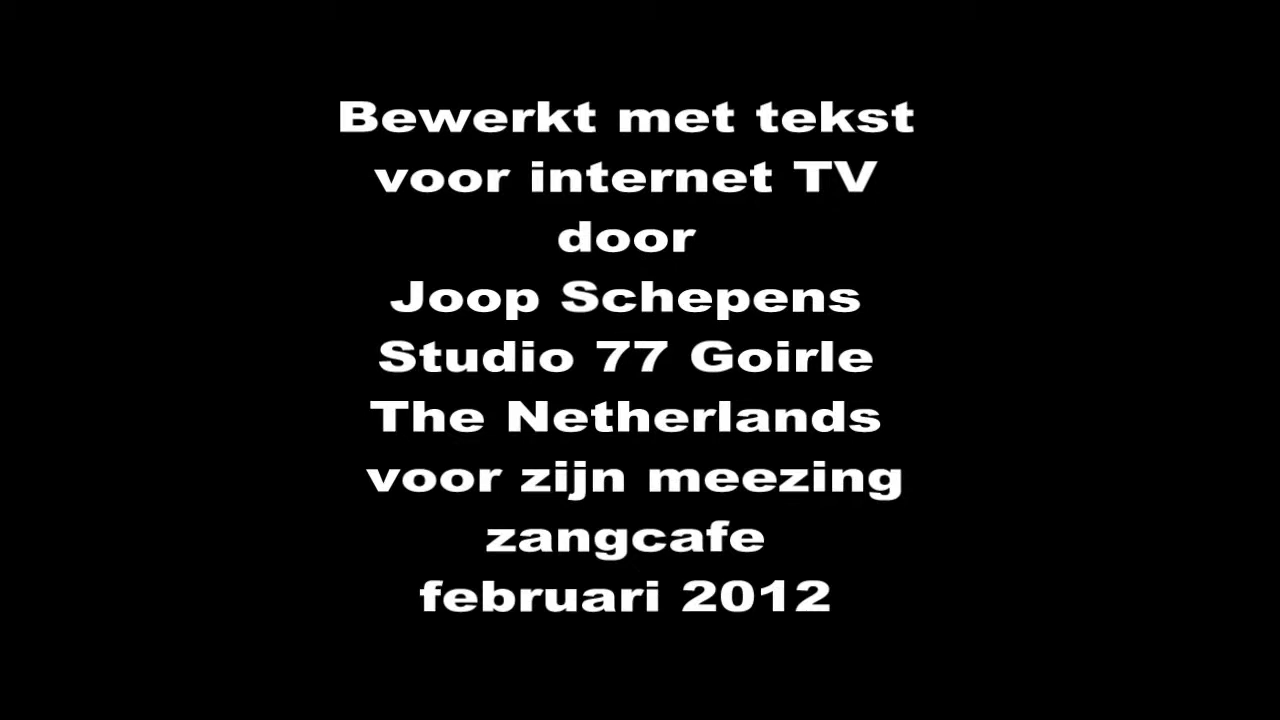 Bewerkt met tekst
voor internet TV
door
Joop Schepens
Studio 77 Goirle
The Netherlands
voor zijn meezing
zangcafe
februari 2012